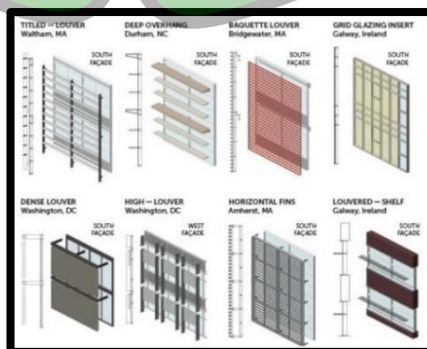 TITLED — LOUVER
Waltham, MA
SOUTH
FAÇADE
DEEP OVERHANG
Durham, NC
SOUTH
FAÇADE
BAGUETTE LOUVER
Bridgewater, MA
SOUTH
FAÇADE
GRID GLAZING INSERT
Galway, Ireland
SOUTH
FAÇADE
DENSE LOUVER
Washington, DC
SOUTH
FAÇADE
HIGH — LOUVER
Washington, DC
WEST
FAÇADE
HORIZONTAL FINS
Amherst, MA
SOUTH
FAÇADE
LOUVERED — SHELF
Galway, Ireland
SOUTH
FAÇADE